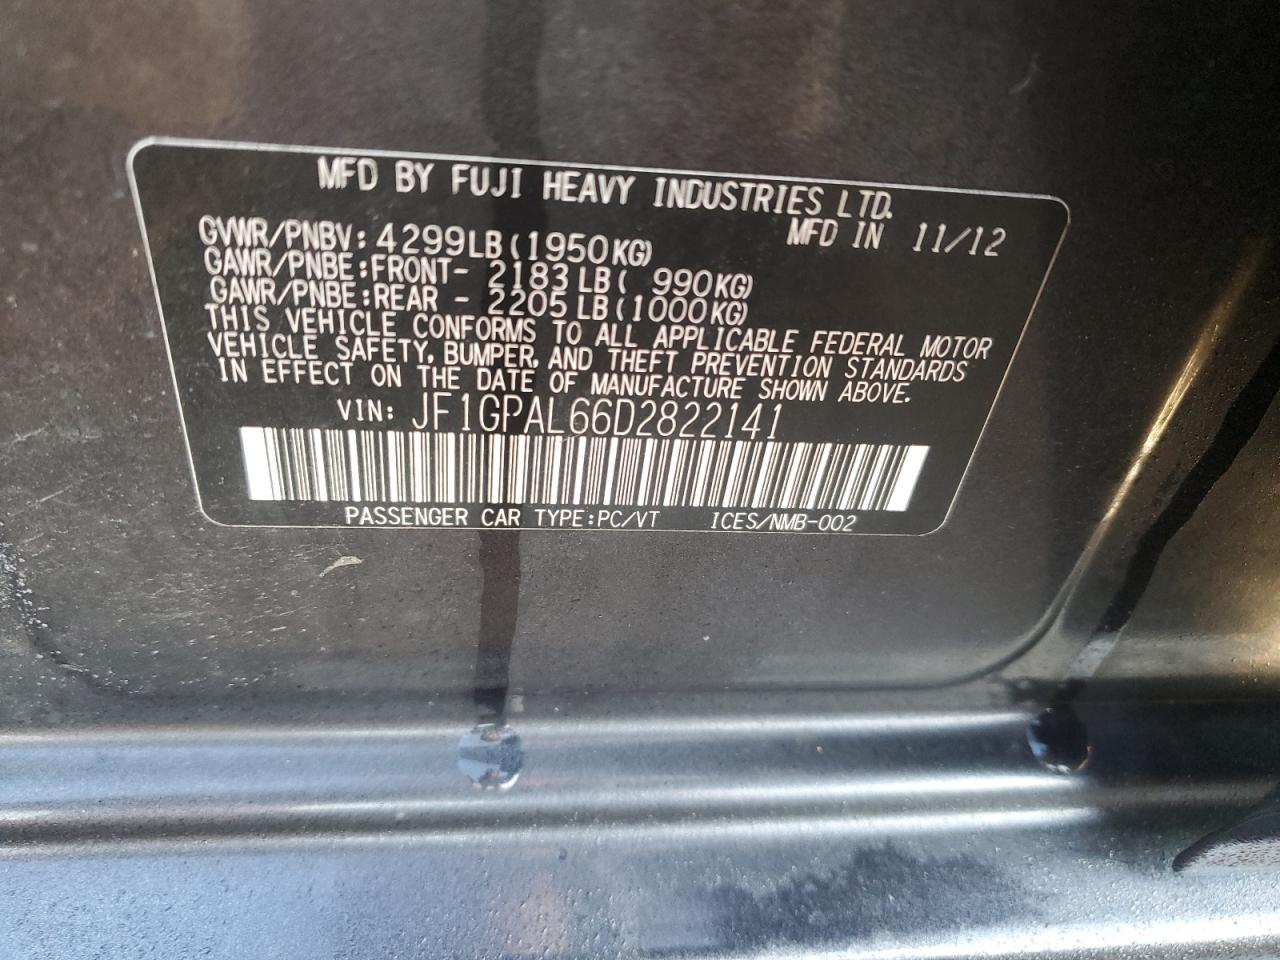 MFD BY FUJI HEAVY INDUSTRIES LTD.
MFD IN 11/12
GVWR/PNBV: 4299LB(1950KG)
GAWR/PNBE:FRONT- 2183LB( 990KG)
GAWR/PNBE:REAR - 2205LB(1000KG)
THIS VEHICLE CONFORMS TO ALL APPLICABLE FEDERAL MOTOR
VEHICLE SAFETY, BUMPER, AND THEFT PREVENTION STANDARDS
IN EFFECT ON THE DATE OF MANUFACTURE SHOWN ABOVE.
VIN: JF1GPAL66D2822141
PASSENGER CAR TYPE:PC/VT ICES/NMB-002